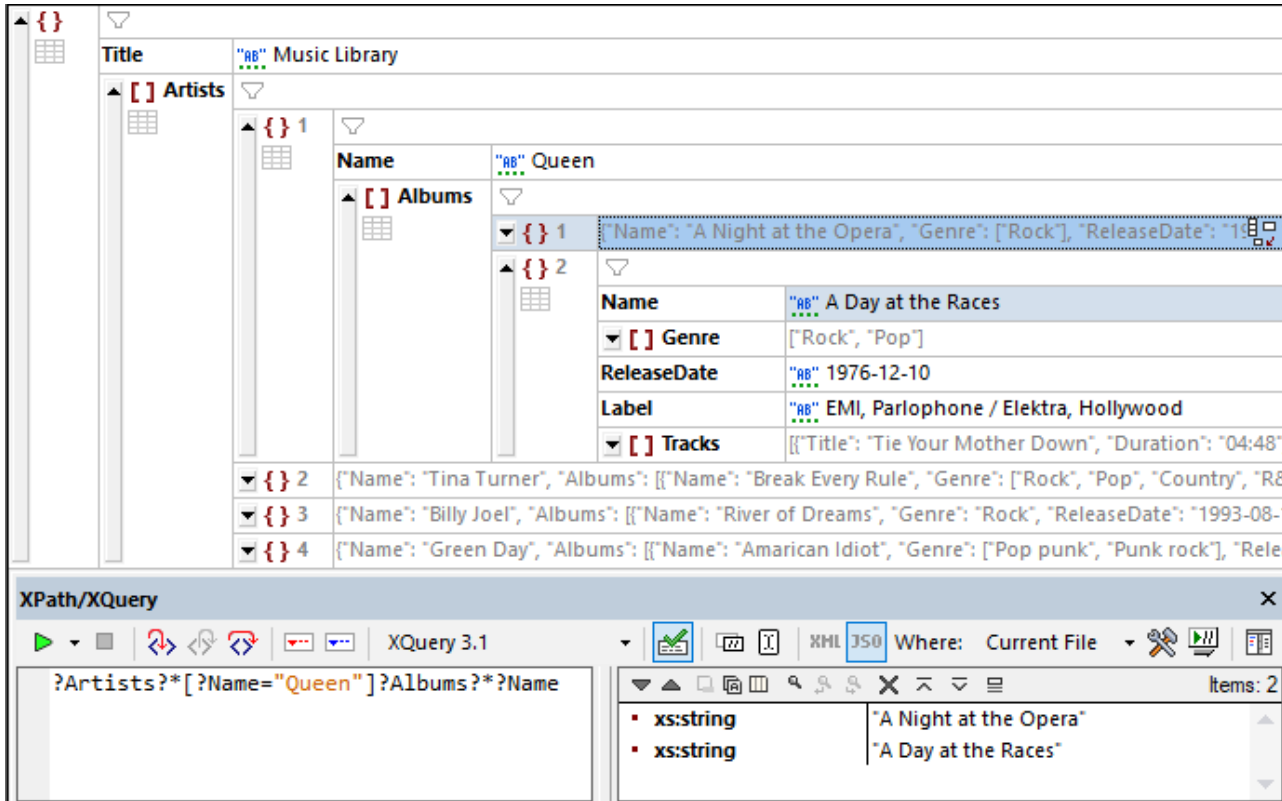 { }
Title "AB" Music Library
[ ] Artists
{ } 1
Name "AB" Queen
[ ] Albums
{ } 1 {"Name": "A Night at the Opera", "Genre": ["Rock"], "ReleaseDate": "19
{ } 2
Name "AB" A Day at the Races
[ ] Genre ["Rock", "Pop"]
ReleaseDate "AB" 1976-12-10
Label "AB" EMI, Parlophone / Elektra, Hollywood
[ ] Tracks [{"Title": "Tie Your Mother Down", "Duration": "04:48"
{ } 2 {"Name": "Tina Turner", "Albums": [{"Name": "Break Every Rule", "Genre": ["Rock", "Pop", "Country", "R&
{ } 3 {"Name": "Billy Joel", "Albums": [{"Name": "River of Dreams", "Genre": "Rock", "ReleaseDate": "1993-08-
{ } 4 {"Name": "Green Day", "Albums": [{"Name": "Amarican Idiot", "Genre": ["Pop punk", "Punk rock"], "Rele
XPath/XQuery
XQuery 3.1 XML JSO Where: Current File
?Artists?*[?Name="Queen"]?Albums?*?Name
Items: 2
xs:string "A Night at the Opera"
xs:string "A Day at the Races"